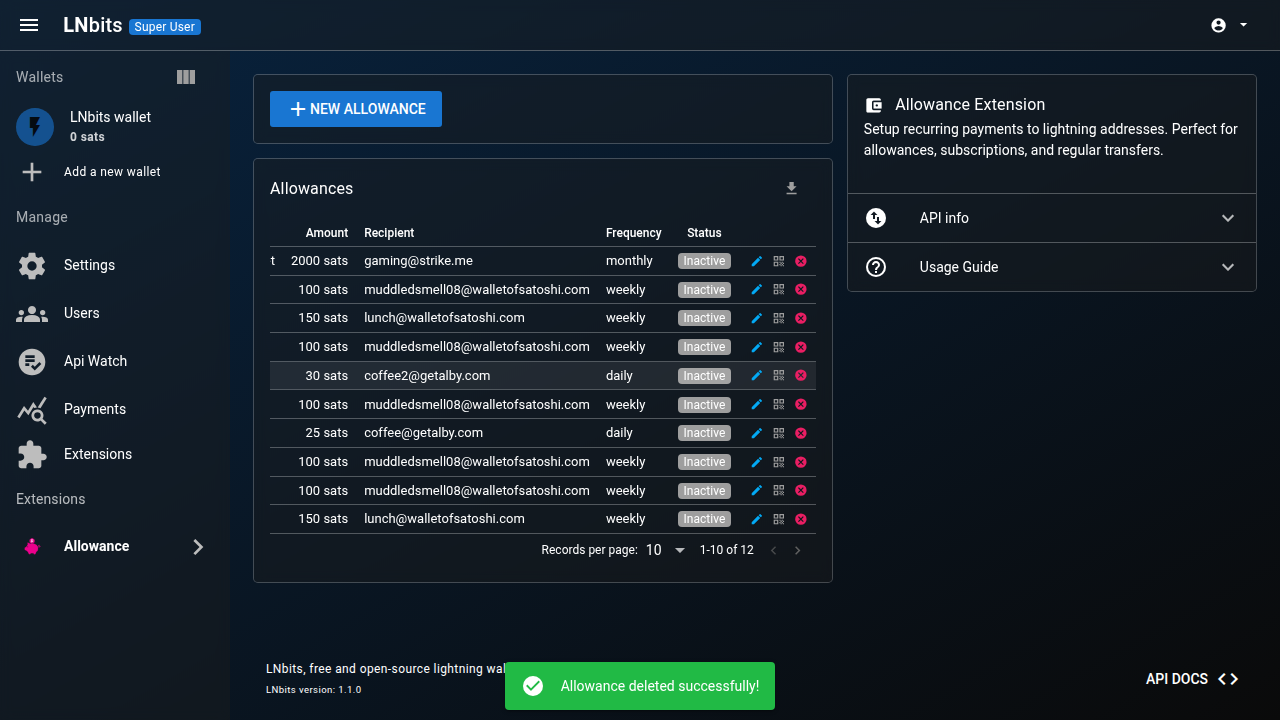 LNbits Super User
Wallets
LNbits wallet
0 sats
Add a new wallet
Manage
Settings
Users
Api Watch
Payments
Extensions
Extensions
Allowance
NEW ALLOWANCE
Allowances
Amount Recipient Frequency Status
t 2000 sats gaming@strike.me monthly Inactive
100 sats muddledsmell08@walletofsatoshi.com weekly Inactive
150 sats lunch@walletofsatoshi.com weekly Inactive
100 sats muddledsmell08@walletofsatoshi.com weekly Inactive
30 sats coffee2@getalby.com daily Inactive
100 sats muddledsmell08@walletofsatoshi.com weekly Inactive
25 sats coffee@getalby.com daily Inactive
100 sats muddledsmell08@walletofsatoshi.com weekly Inactive
100 sats muddledsmell08@walletofsatoshi.com weekly Inactive
150 sats lunch@walletofsatoshi.com weekly Inactive
Records per page: 10 1-10 of 12
Allowance Extension
Setup recurring payments to lightning addresses. Perfect for
allowances, subscriptions, and regular transfers.
API info
Usage Guide
LNbits, free and open-source lightning wal
LNbits version: 1.1.0
Allowance deleted successfully!
API DOCS